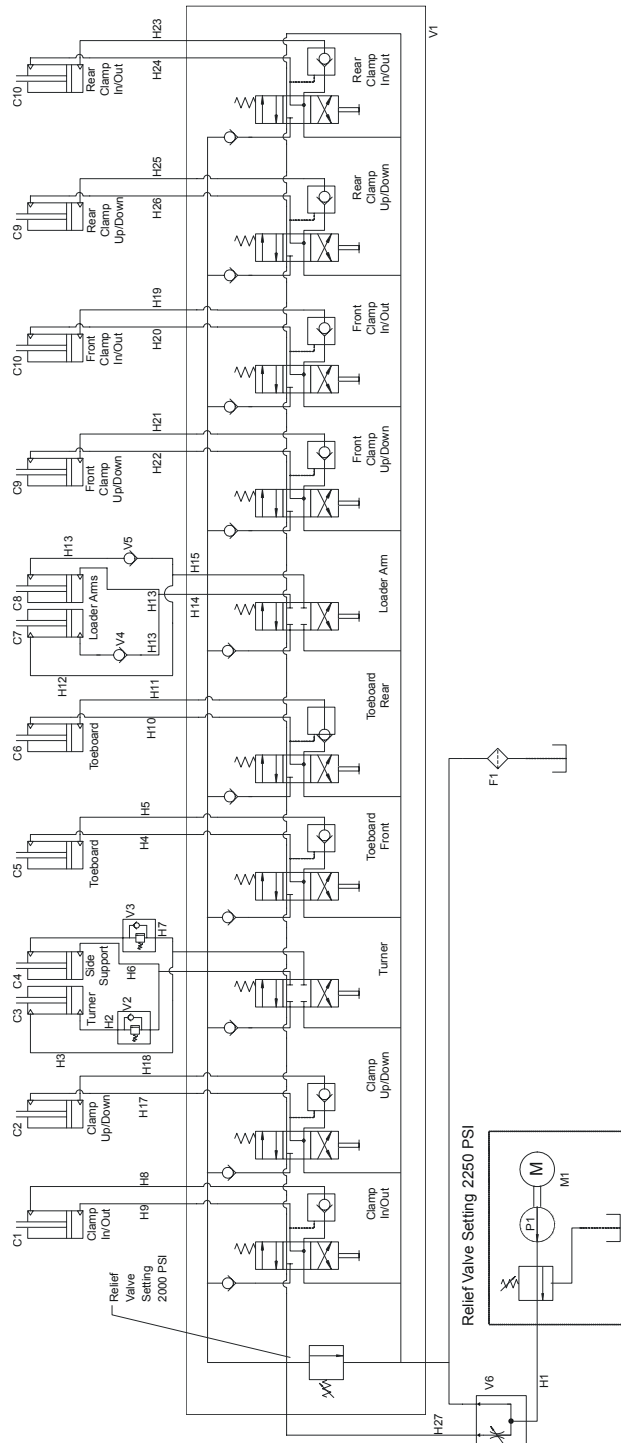 C1
Clamp
In/Out
H9
H8
C2
Clamp
Up/Down
H17
C3
Turner
C4
Side
Support
H3
H2
V2
H18
H6
V3
H7
C5
Toeboard
H4
H5
C6
Toeboard
H10
H11
C7
C8
Loader Arms
H12
V4
H13
H13
H13
V5
H14
H15
C9
Front
Clamp
Up/Down
H22
H21
C10
Front
Clamp
In/Out
H20
H19
C9
Rear
Clamp
Up/Down
H26
H25
C10
Rear
Clamp
In/Out
H24
H23
Relief
Valve
Setting
2000 PSI
Clamp
In/Out
Clamp
Up/Down
Turner
Toeboard
Front
Toeboard
Rear
Loader Arm
Front
Clamp
Up/Down
Front
Clamp
In/Out
Rear
Clamp
Up/Down
Rear
Clamp
In/Out
V1
H27
V6
H1
Relief Valve Setting 2250 PSI
P1
M
M1
F1